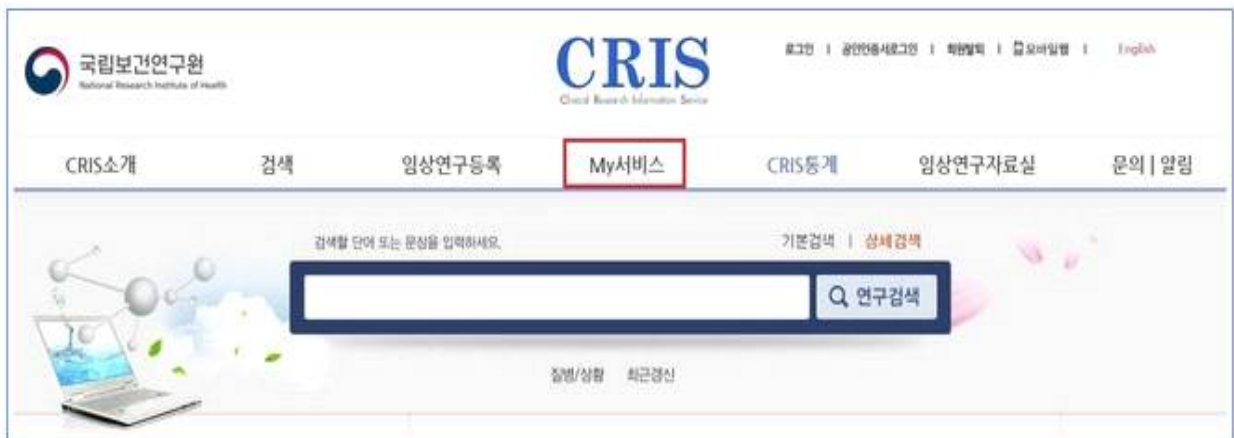 국립보건연구원
National Research Institute of Health
CRIS
Clinical Research Information Service
로그인 | 공인인증서로그인 | 회원탈퇴 | 모바일웹 | English
CRIS소개 검색 임상연구등록 My서비스 CRIS통계 임상연구자료실 문의 | 알림
검색할 단어 또는 문장을 입력하세요. 기본검색 | 상세검색
연구검색
질병/상황 최근갱신